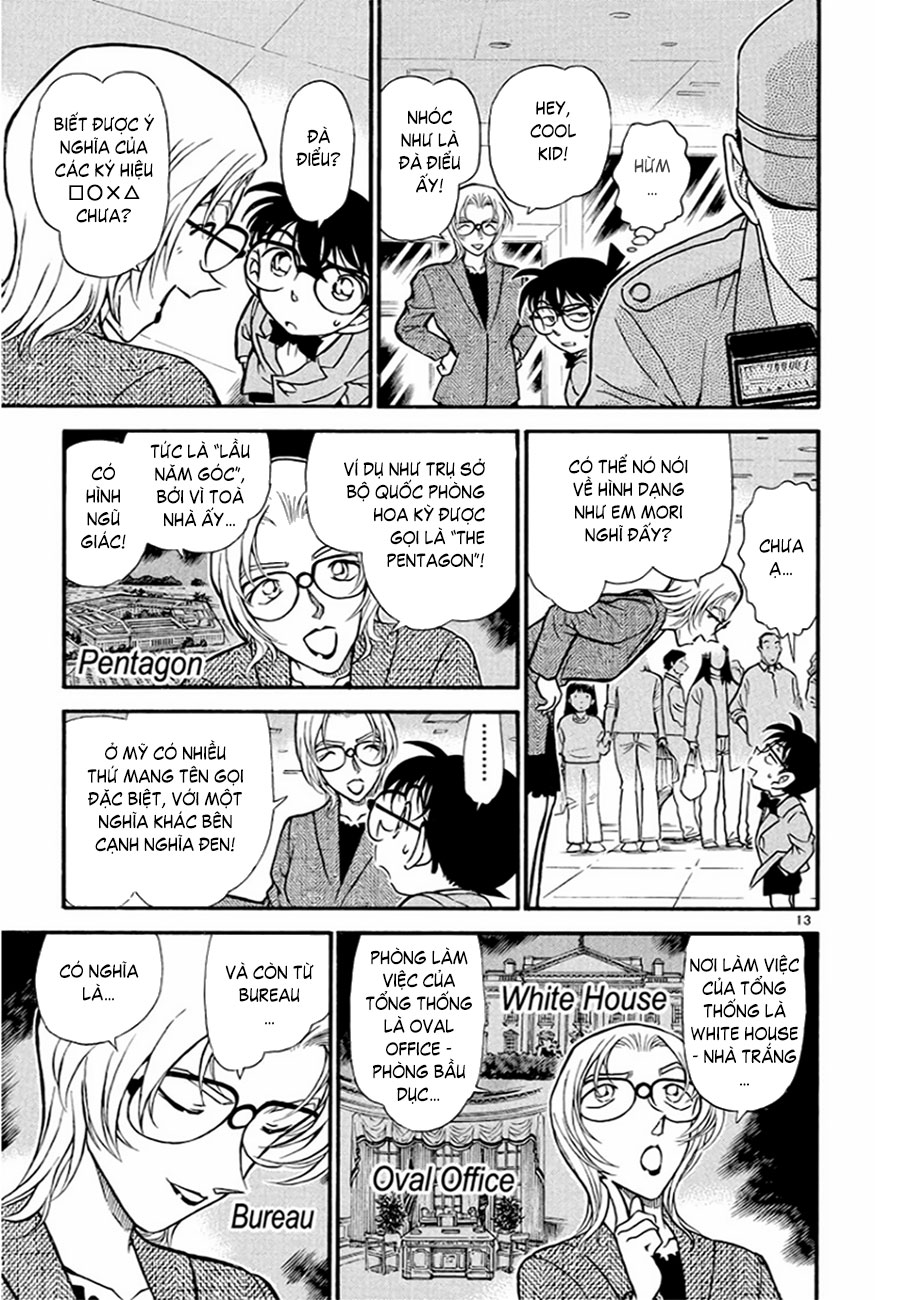 HEY,
COOL
KID!
NHÓC
NHƯ LÀ
ĐÀ ĐIỂU
ẤY!
HỪM
...
ĐÀ
ĐIỂU?
BIẾT ĐƯỢC Ý
NGHĨA CỦA
CÁC KÝ HIỆU
□○×△
CHƯA?
CHƯA
Ạ...
CÓ THỂ NÓ NÓI
VỀ HÌNH DẠNG
NHƯ EM MORI
NGHĨ ĐẤY?
VÍ DỤ NHƯ TRỤ SỞ
BỘ QUỐC PHÒNG
HOA KỲ ĐƯỢC
GỌI LÀ “THE
PENTAGON”!
TỨC LÀ “LẦU
NĂM GÓC”,
BỞI VÌ TOÀ
NHÀ ẤY...
CÓ
HÌNH
NGŨ
GIÁC!
Pentagon
.........
Ở MỸ CÓ NHIỀU
THỨ MANG TÊN GỌI
ĐẶC BIỆT, VỚI MỘT
NGHĨA KHÁC BÊN
CẠNH NGHĨA ĐEN!
13
NƠI LÀM VIỆC
CỦA TỔNG
THỐNG LÀ
WHITE HOUSE
- NHÀ TRẮNG
...
White House
PHÒNG LÀM
VIỆC CỦA
TỔNG THỐNG
LÀ OVAL
OFFICE -
PHÒNG BẦU
DỤC...
Oval Office
VÀ CÒN TỪ
BUREAU
...
CÓ NGHĨA
LÀ...
Bureau